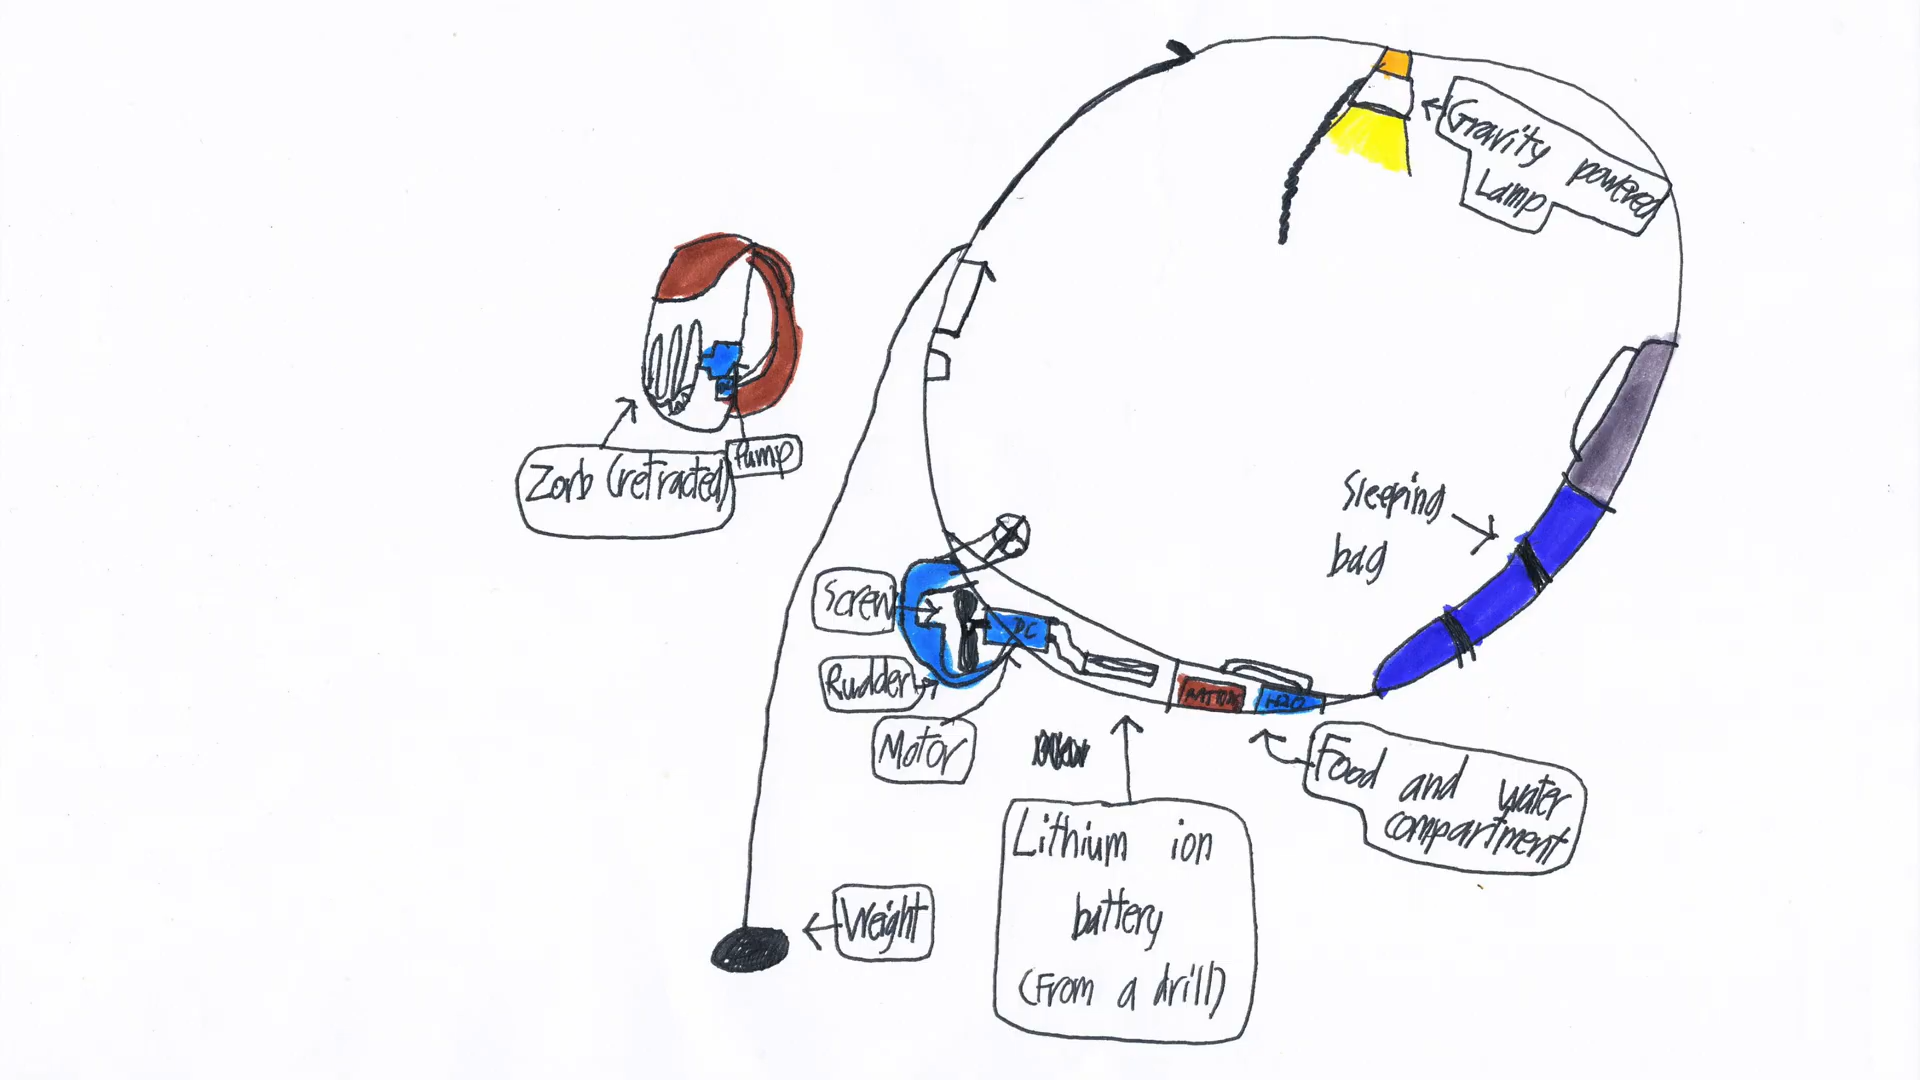 Gravity powered
Lamp
Zorb (retracted)
Pump
Sleeping
bag
Screw
DC
Rudder
H2O
Motor
Food and water
compartment
Lithium ion
battery
(From a drill)
Weight